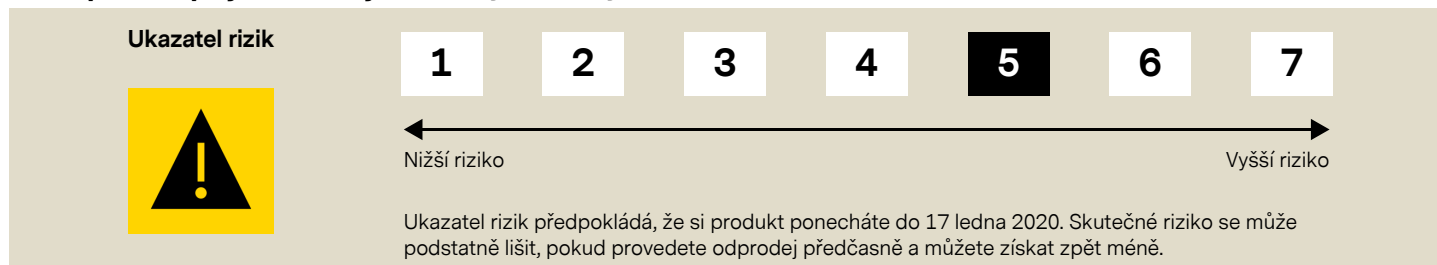 Ukazatel rizik
1 2 3 4 5 6 7
Nižší riziko Vyšší riziko
Ukazatel rizik předpokládá, že si produkt ponecháte do 17 ledna 2020. Skutečné riziko se může
podstatně lišit, pokud provedete odprodej předčasně a můžete získat zpět méně.